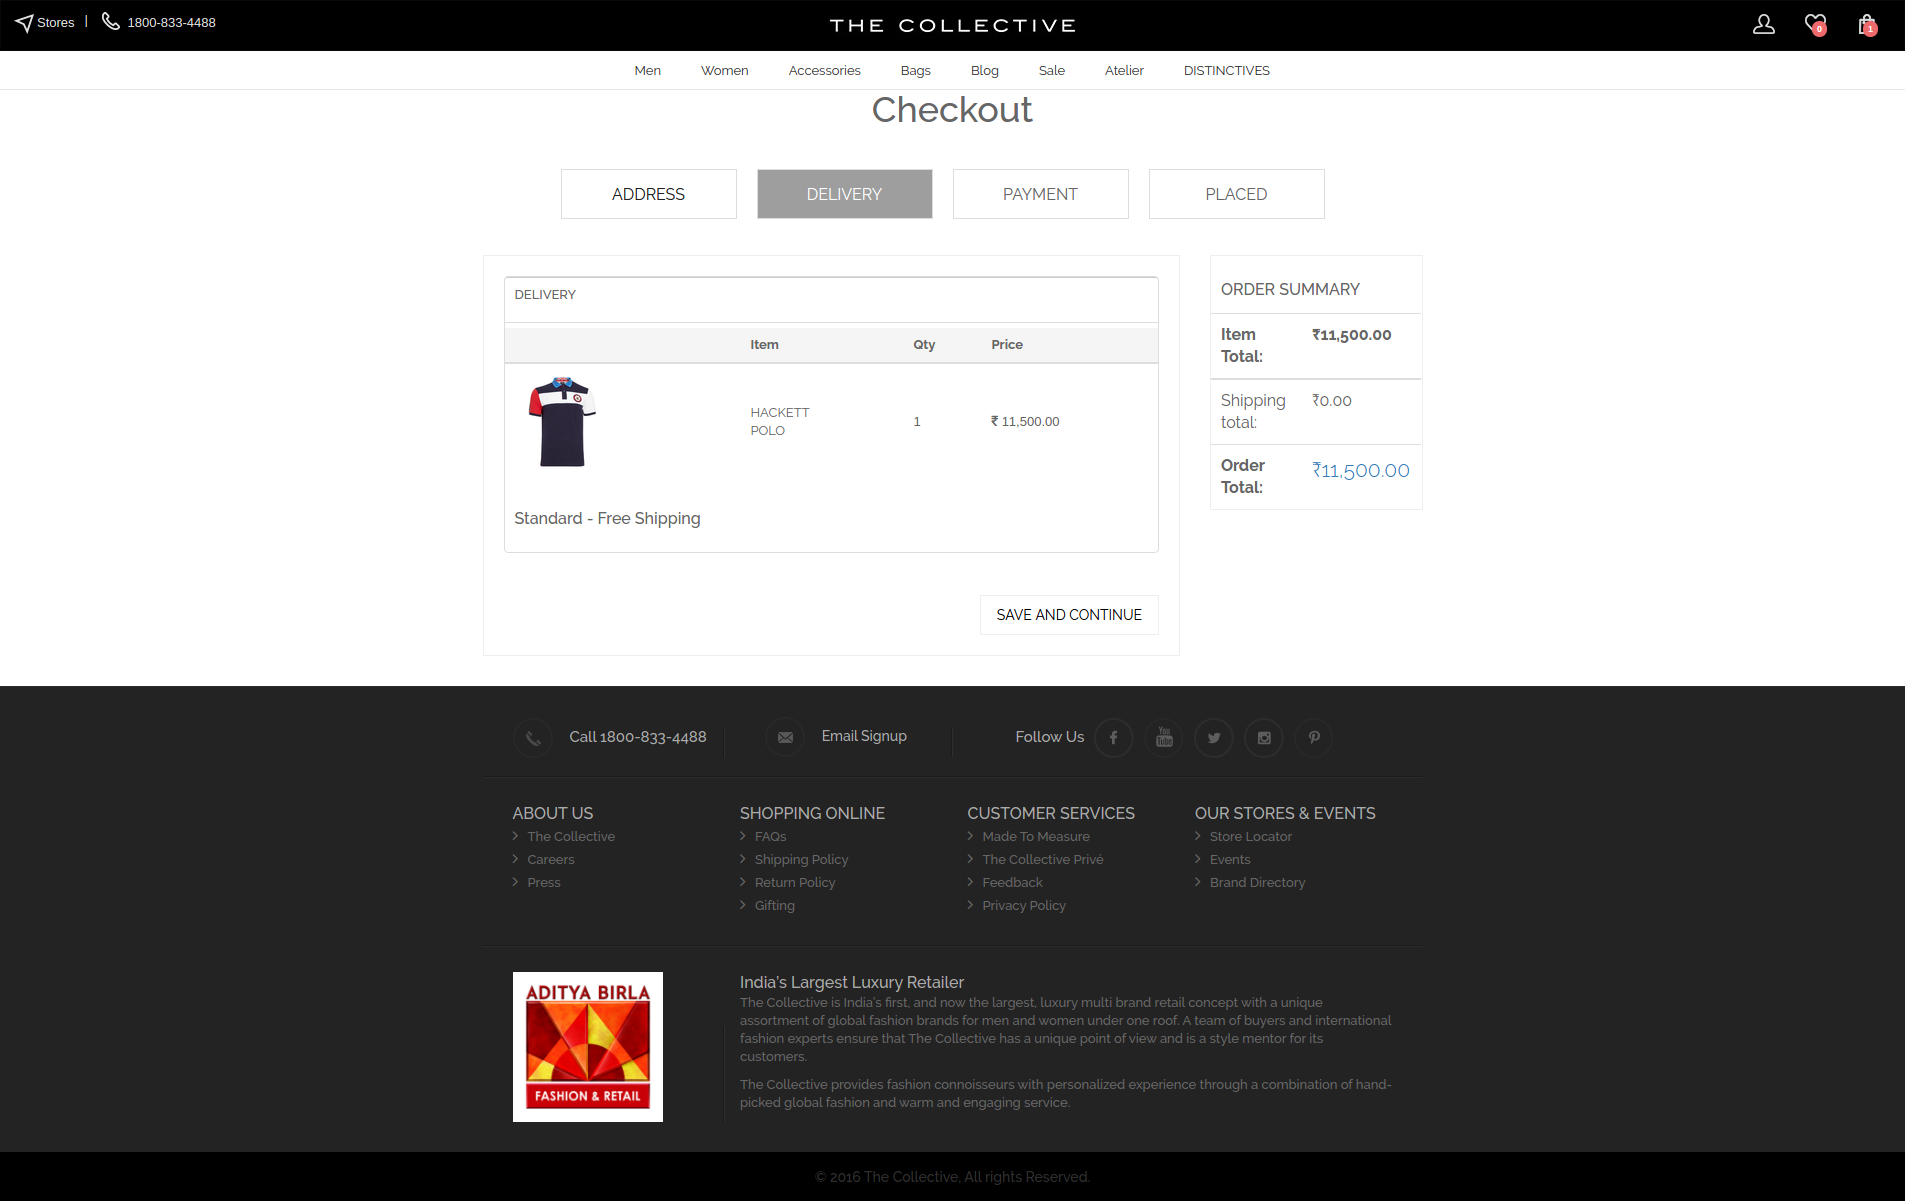 Stores | 1800-833-4488
THE COLLECTIVE
0
1
Men Women Accessories Bags Blog Sale Atelier DISTINCTIVES
Checkout
ADDRESS DELIVERY PAYMENT PLACED
DELIVERY
Item Qty Price
HACKETT
POLO
1
₹ 11,500.00
Standard - Free Shipping
SAVE AND CONTINUE
ORDER SUMMARY
Item
Total:
₹11,500.00
Shipping
total:
₹0.00
Order
Total:
₹11,500.00
Call 1800-833-4488
Email Signup
Follow Us
You
Tube
ABOUT US
The Collective
Careers
Press
SHOPPING ONLINE
FAQs
Shipping Policy
Return Policy
Gifting
CUSTOMER SERVICES
Made To Measure
The Collective Privé
Feedback
Privacy Policy
OUR STORES & EVENTS
Store Locator
Events
Brand Directory
ADITYA BIRLA
FASHION & RETAIL
India's Largest Luxury Retailer
The Collective is India's first, and now the largest, luxury multi brand retail concept with a unique
assortment of global fashion brands for men and women under one roof. A team of buyers and international
fashion experts ensure that The Collective has a unique point of view and is a style mentor for its
customers.
The Collective provides fashion connoisseurs with personalized experience through a combination of hand-
picked global fashion and warm and engaging service.
© 2016 The Collective, All rights Reserved.